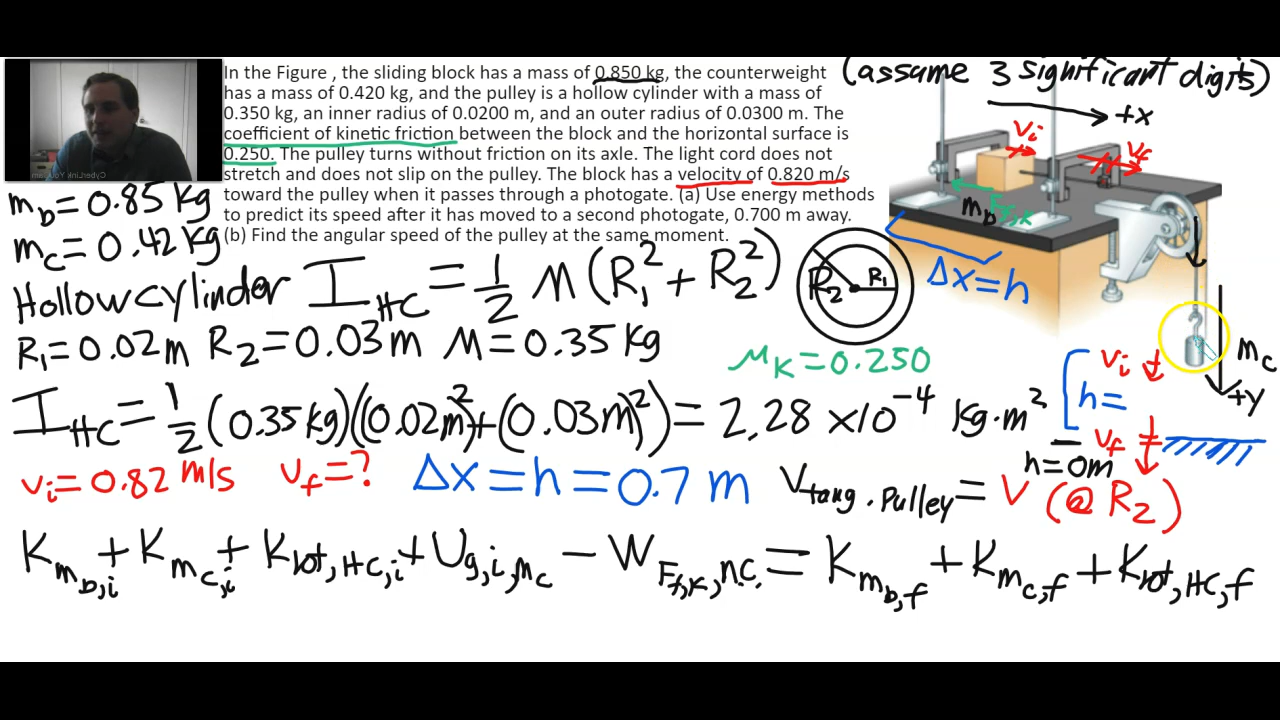 In the Figure , the sliding block has a mass of 0.850 kg, the counterweight
has a mass of 0.420 kg, and the pulley is a hollow cylinder with a mass of
0.350 kg, an inner radius of 0.0200 m, and an outer radius of 0.0300 m. The
coefficient of kinetic friction between the block and the horizontal surface is
0.250. The pulley turns without friction on its axle. The light cord does not
stretch and does not slip on the pulley. The block has a velocity of 0.820 m/s
toward the pulley when it passes through a photogate. (a) Use energy methods
to predict its speed after it has moved to a second photogate, 0.700 m away.
(b) Find the angular speed of the pulley at the same moment.
(assume 3 significant digits)
+x
vi
vf
mb
Δx=h
mb=0.85 kg
mc=0.42 kg
Hollow cylinder I_HC = 1/2 M(R1²+R2²)
R2 R1
R1=0.02m R2=0.03m M=0.35 kg
μK=0.250
mc
+y
vi
h=
vf
h=0m
I_HC = 1/2 (0.35kg)((0.02m)²+(0.03m)²)=2.28 ×10⁻⁴ kg·m²
vi=0.82 m/s vf=? Δx=h=0.7m Vtang.Pulley=V (@R2)
K_mb,i + K_mc,i + Krot,HC,i + Ug,i,mc − W_Ff,k,n.c. = K_mb,f + K_mc,f + Krot,HC,f